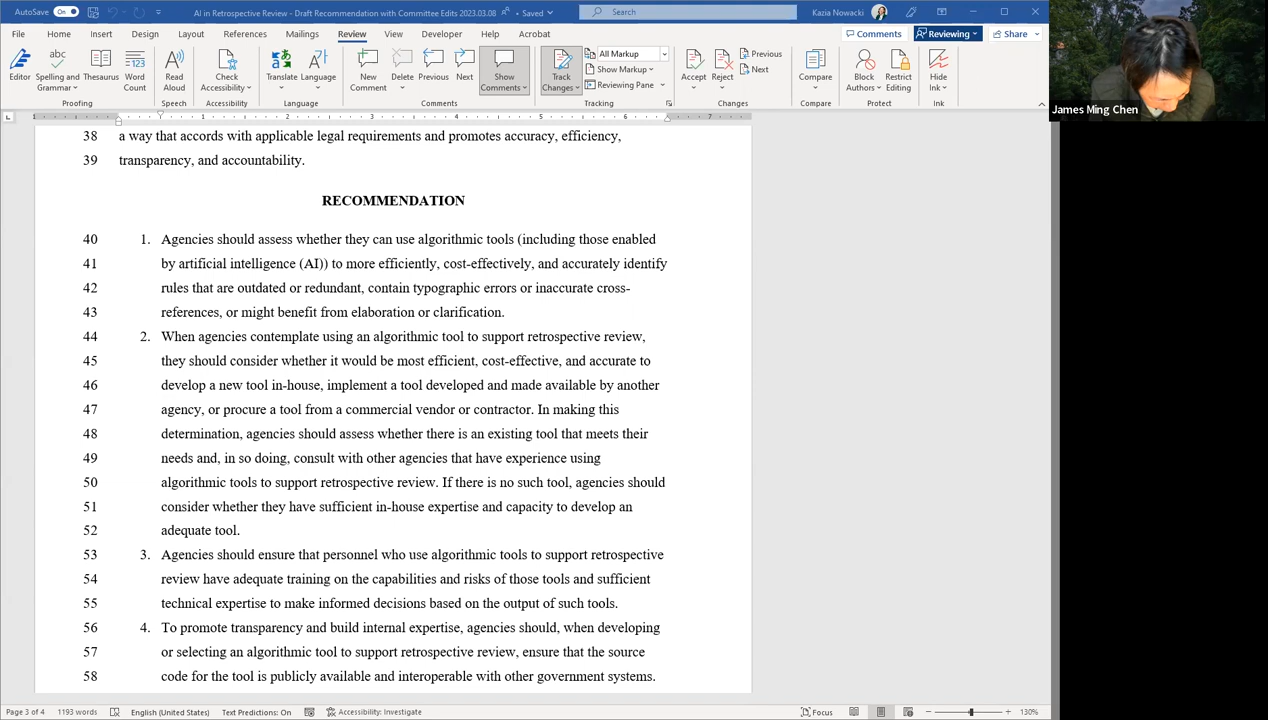 AutoSave On AI in Retrospective Review - Draft Recommendation with Committee Edits 2023.03.08 • Saved Search Kazia Nowacki
File Home Insert Design Layout References Mailings Review View Developer Help Acrobat Comments Reviewing Share
Editor Spelling and Grammar Thesaurus Word Count Read Aloud Check Accessibility Translate Language New Comment Delete Previous Next Show Comments Track Changes All Markup Show Markup Reviewing Pane Accept Reject Previous Next Compare Block Authors Restrict Editing Hide Ink
Proofing Speech Accessibility Language Comments Tracking Changes Compare Protect Ink
James Ming Chen
1 1 2 3 4 5 6 7
38 a way that accords with applicable legal requirements and promotes accuracy, efficiency,
39 transparency, and accountability.
RECOMMENDATION
40 1. Agencies should assess whether they can use algorithmic tools (including those enabled
41 by artificial intelligence (AI)) to more efficiently, cost-effectively, and accurately identify
42 rules that are outdated or redundant, contain typographic errors or inaccurate cross-
43 references, or might benefit from elaboration or clarification.
44 2. When agencies contemplate using an algorithmic tool to support retrospective review,
45 they should consider whether it would be most efficient, cost-effective, and accurate to
46 develop a new tool in-house, implement a tool developed and made available by another
47 agency, or procure a tool from a commercial vendor or contractor. In making this
48 determination, agencies should assess whether there is an existing tool that meets their
49 needs and, in so doing, consult with other agencies that have experience using
50 algorithmic tools to support retrospective review. If there is no such tool, agencies should
51 consider whether they have sufficient in-house expertise and capacity to develop an
52 adequate tool.
53 3. Agencies should ensure that personnel who use algorithmic tools to support retrospective
54 review have adequate training on the capabilities and risks of those tools and sufficient
55 technical expertise to make informed decisions based on the output of such tools.
56 4. To promote transparency and build internal expertise, agencies should, when developing
57 or selecting an algorithmic tool to support retrospective review, ensure that the source
58 code for the tool is publicly available and interoperable with other government systems.
Page 3 of 4 1193 words English (United States) Text Predictions: On Accessibility: Investigate Focus 130%